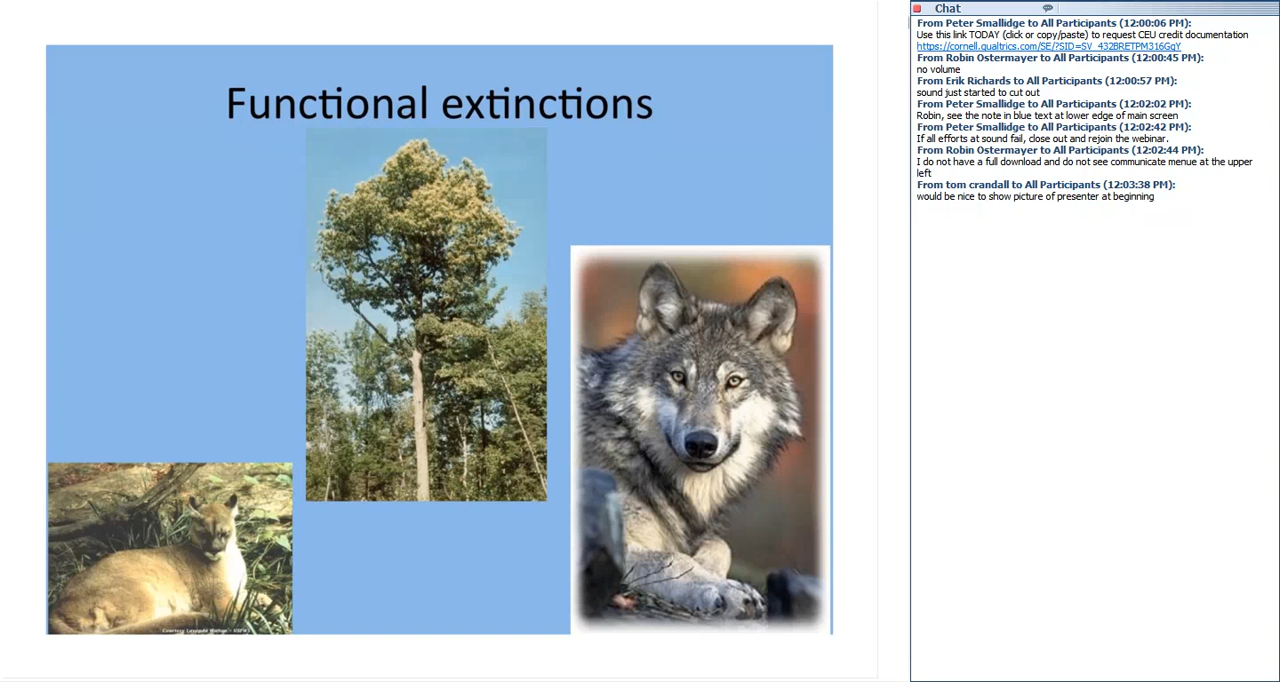 Functional extinctions
Chat
From Peter Smallidge to All Participants (12:00:06 PM):
Use this link TODAY (click or copy/paste) to request CEU credit documentation
https://cornell.qualtrics.com/SE/?SID=SV_432BRETPM316GqY
From Robin Ostermayer to All Participants (12:00:45 PM):
no volume
From Erik Richards to All Participants (12:00:57 PM):
sound just started to cut out
From Peter Smallidge to All Participants (12:02:02 PM):
Robin, see the note in blue text at lower edge of main screen
From Peter Smallidge to All Participants (12:02:42 PM):
If all efforts at sound fail, close out and rejoin the webinar.
From Robin Ostermayer to All Participants (12:02:44 PM):
I do not have a full download and do not see communicate menue at the upper
left
From tom crandall to All Participants (12:03:38 PM):
would be nice to show picture of presenter at beginning